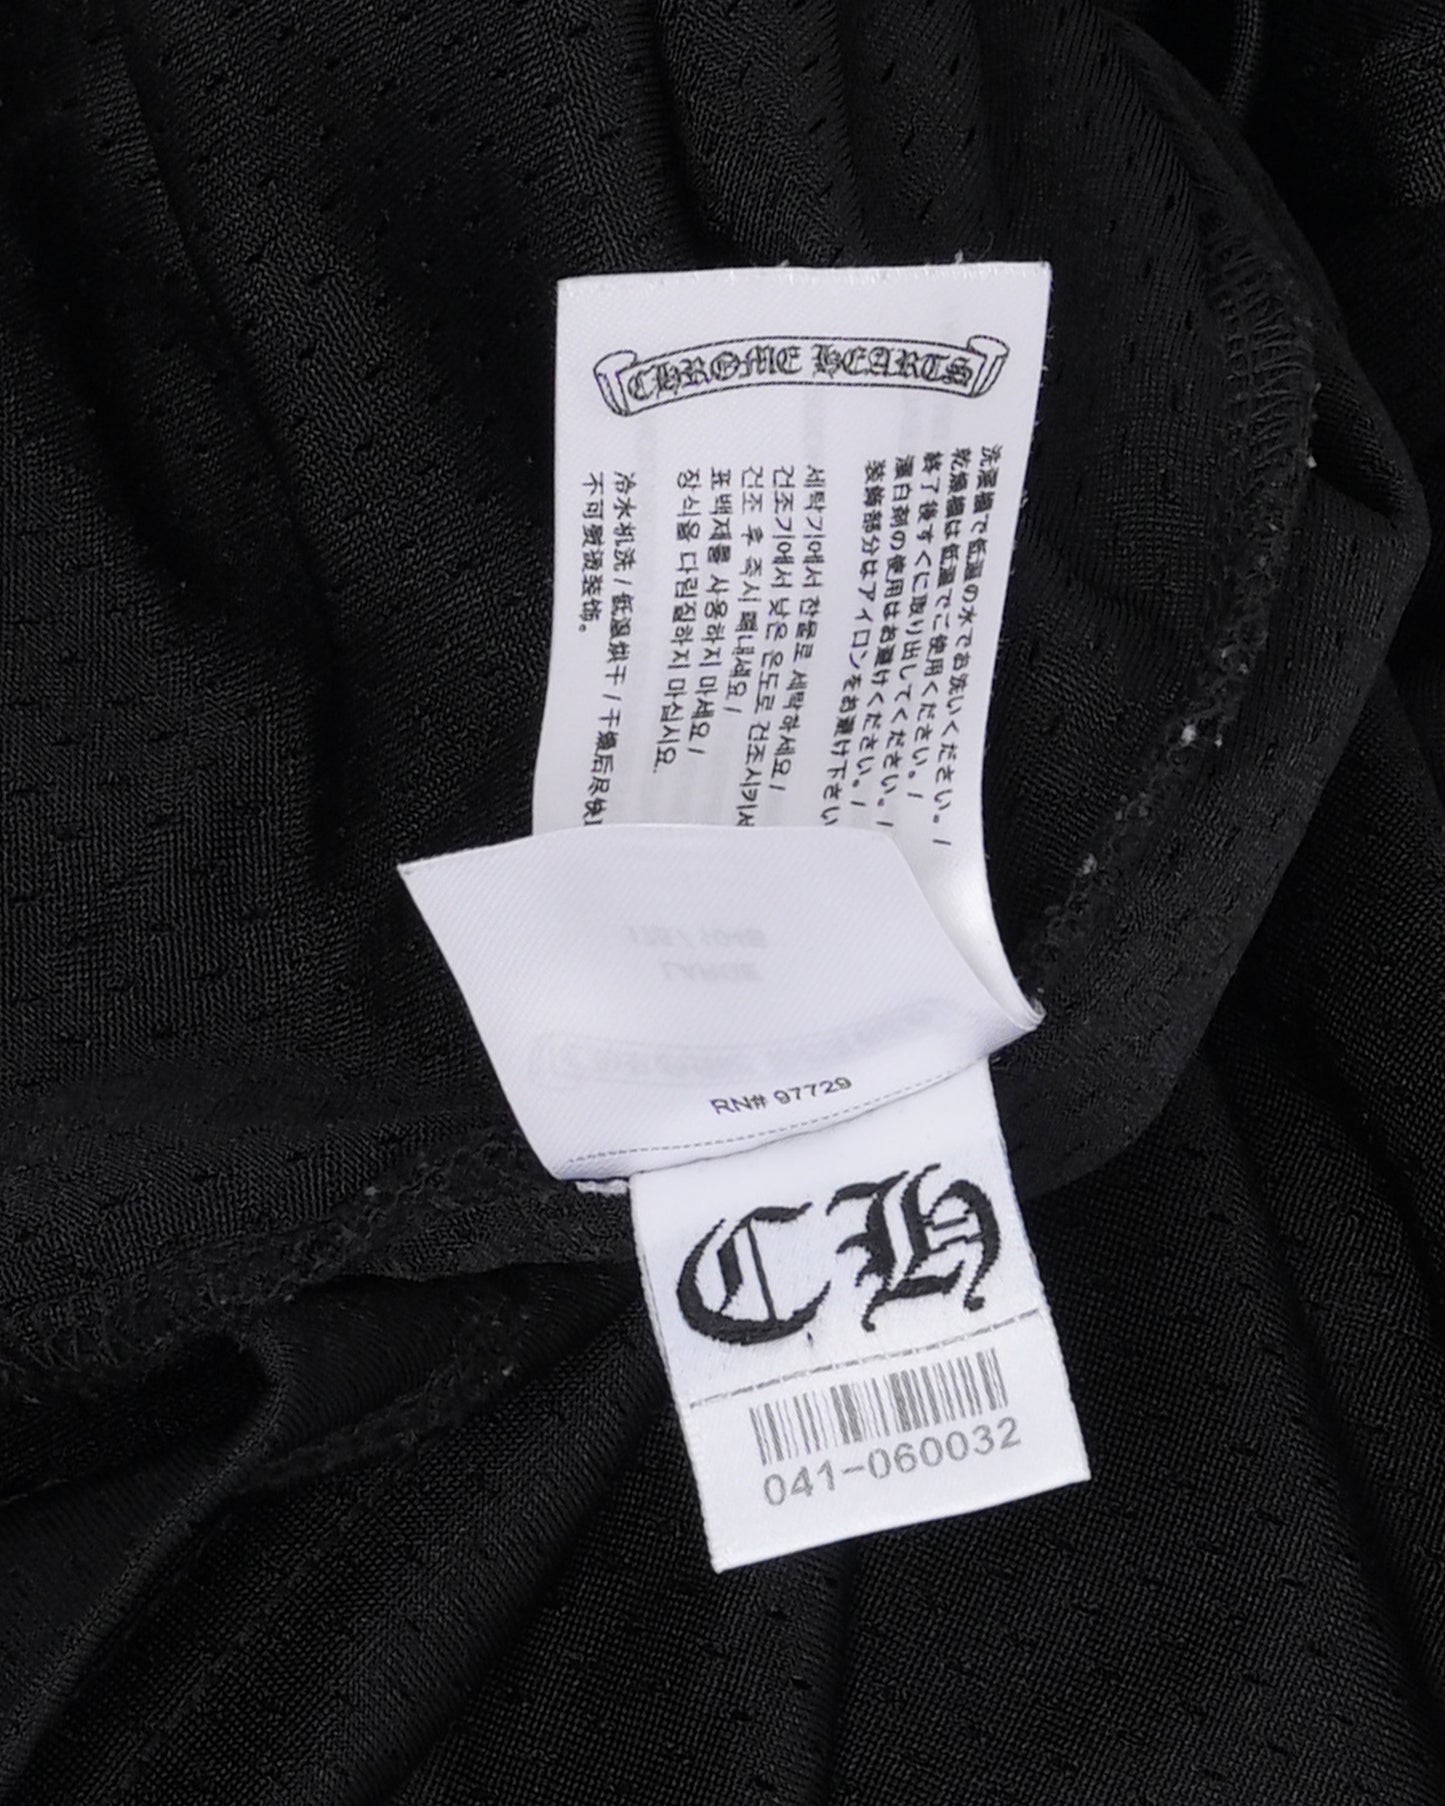 CHROME HEARTS
洗濯機で低温の水でお洗いください。/
乾燥機は低温でご使用ください。/
終了後すぐに取り出してください。/
漂白剤の使用はお避けください。/
装飾部分はアイロンをお避け下さい
세탁기에서 찬물로 세탁하세요 /
건조기에서 낮은 온도로 건조시키세
건조 후 즉시 빼내세요 /
표백제를 사용하지 마세요 /
장식을 다림질하지 마십시요.
冷水机洗 / 低温烘干 / 干燥后尽快
不可熨烫装饰。
LARGE
RN# 97729
CH
041-060032